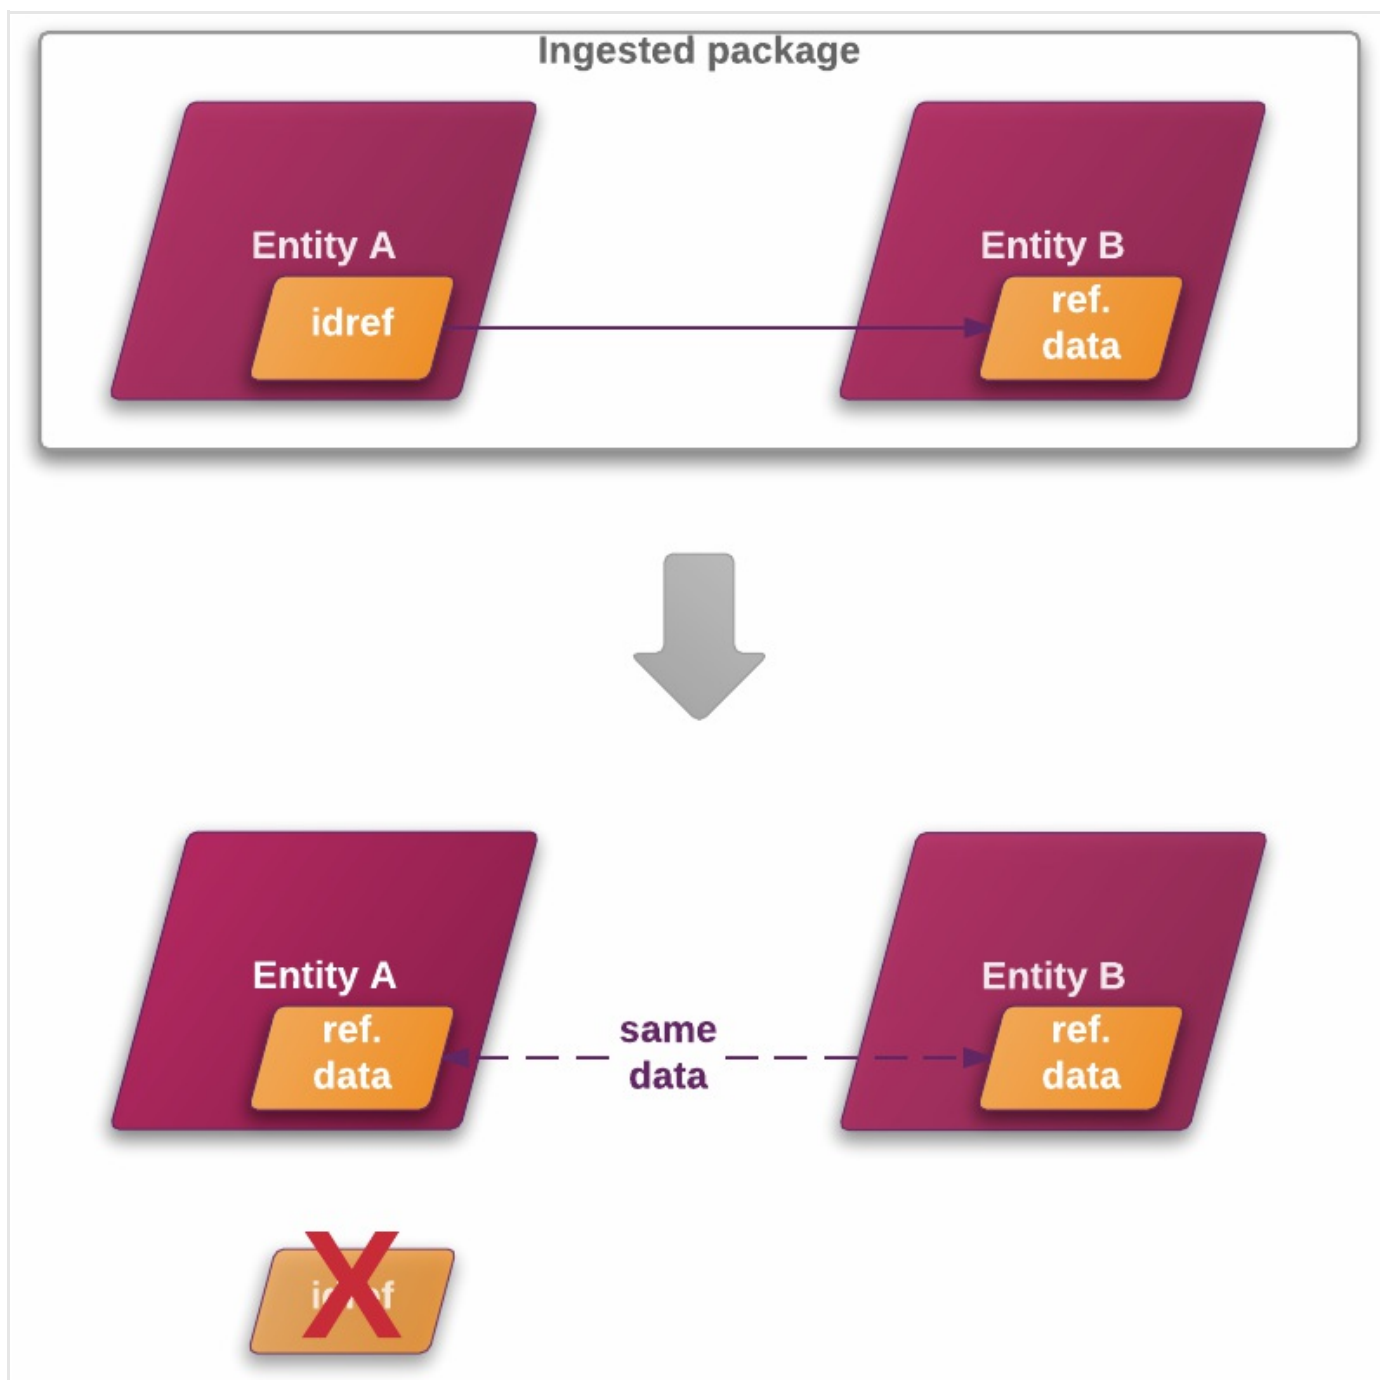 Ingested package
Entity A
Entity B
idref
ref.
data
Entity A
Entity B
ref.
data
same
data
ref.
data
X